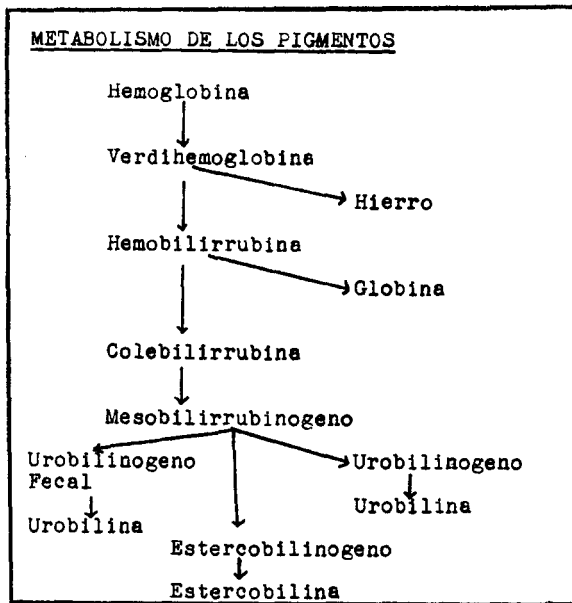 METABOLISMO DE LOS PIGMENTOS
Hemoglobina
Verdihemoglobina
Hierro
Hemobilirrubina
Globina
Colebilirrubina
Mesobilirrubinogeno
Urobilinogeno
Fecal
Urobilinogeno
Urobilina
Urobilina
Estercobilinogeno
Estercobilina